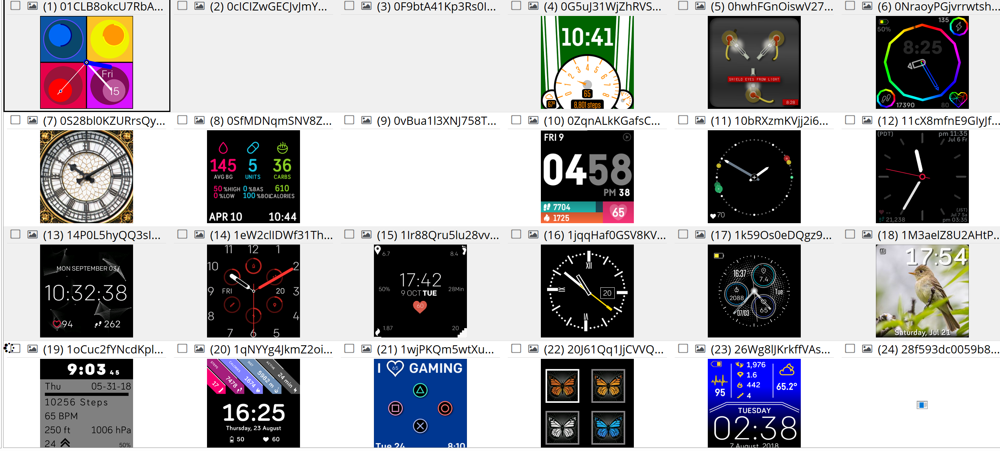 (1) 01CLB8okcU7RbA...
(2) 0cICIZwGECJvJmY...
(3) 0F9btA41Kp3Rs0I...
(4) 0G5uJ31WjZhRVS...
(5) 0hwhFGnOiswV27...
(6) 0NraoyPGjvrrwtsh...
Fri
15
10:41
0 1 2 3 4 5 6 7 8
65
67°
8,801 steps
SHIELD EYES FROM LIGHT
8:28
50%
135
8:25
17390
80
(7) 0S28bl0KZURrsQy...
(8) 0SfMDNqmSNV8Z...
(9) 0vBua1l3XNJ758T...
(10) 0ZqnALkKGafsC...
(11) 10bRXzmKVjj2i6...
(12) 11cX8mfnE9GlyJf...
145 5 36
AVG BG UNITS CARBS
50 %HIGH 0 %BAS 610
0 %LOW 100 %BOL CALORIES
APR 10 10:44
FRI 9
0458
PM 38
7704
1725
65
70
(PDT) pm 11:35
Jul 6 Fr
--
(JST)
Jul 7 Sa
21,238 pm 03:35
(13) 14P0L5hyQQ3sI...
(14) 1eW2clIDWf31Th...
(15) 1Ir88Qru5lu28vv...
(16) 1jqqHaf0GSV8KV...
(17) 1k59Os0eDQgz9...
(18) 1M3aelZ8U2AHtP...
MON SEPTEMBER 03/
10:32:38
94 262
11 12 1
10 2
9 FRI 20 3
8 4
7 6 5
6.7 8.4
17:42
50% 9 OCT TUE 28Min
60
1.87 20
XII
IX 20
VI
16:37
7.4
Tue
2088
65
07/03
17:54
Saturday, Jul 21
(19) 1oCuc2fYNcdKpl...
(20) 1qNYYg4JkmZ2oi...
(21) 1wjPKQm5wtXu...
(22) 20J61Qq1JjCVVQ...
(23) 26Wg8lJKrkffVAs...
(24) 28f593dc0059b8...
9:03 45
Thu 05-31-18
10256 Steps
65 BPM
250 ft 1006 hPa
24 50%
STEPS CALORIES DIST ACTIVE
17 7478 1674 5982 m 24 min
16:25
Thursday, 23 August
50 60
I 65 GAMING
Tue 24 8:10
1,976
1.6
442
4
95
65.2°
TUESDAY
02:38
7 August, 2018